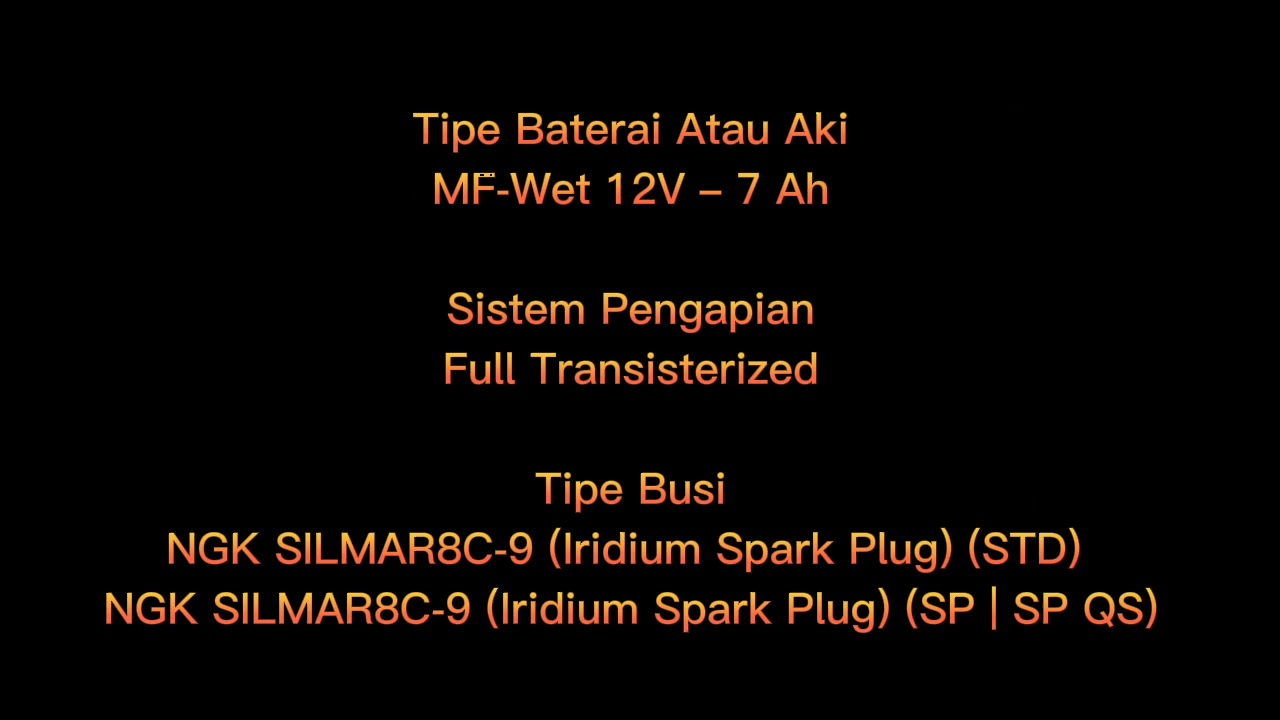 Tipe Baterai Atau Aki
MF-Wet 12V – 7 Ah
Sistem Pengapian
Full Transisterized
Tipe Busi
NGK SILMAR8C-9 (Iridium Spark Plug) (STD)
NGK SILMAR8C-9 (Iridium Spark Plug) (SP | SP QS)